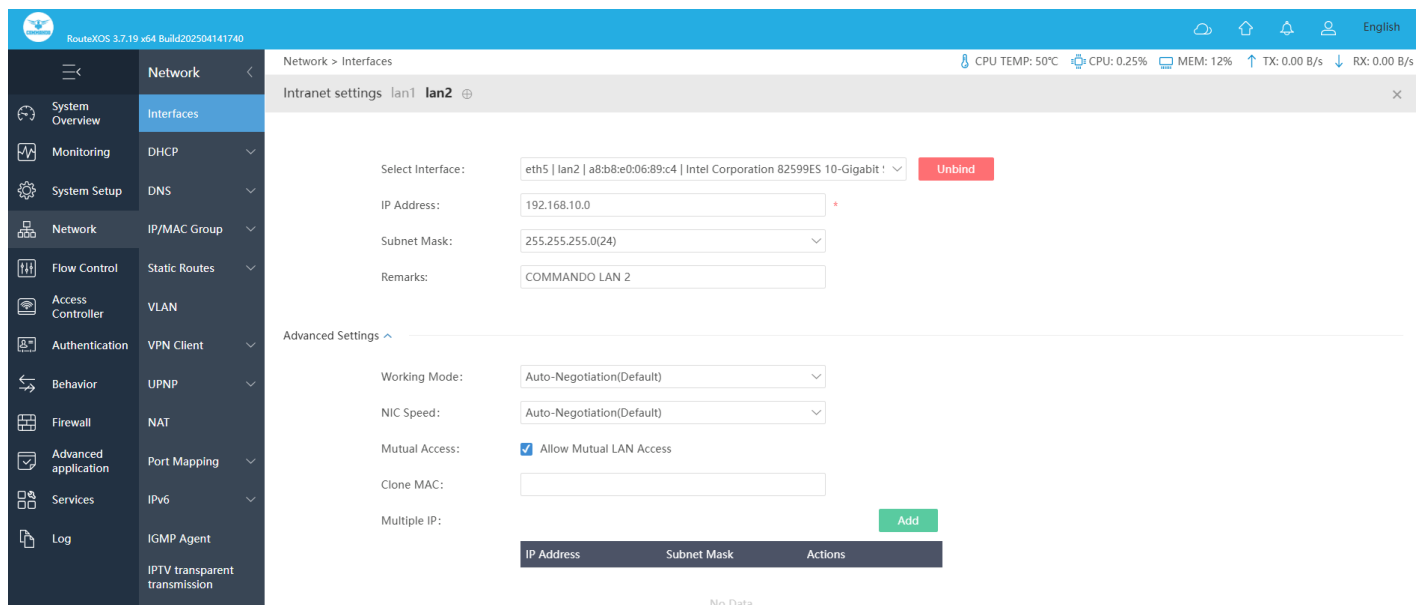 COMMANDO
RouteXOS 3.7.19 x64 Build202504141740
English
Network
Network > Interfaces
CPU TEMP: 50℃ CPU: 0.25% MEM: 12% TX: 0.00 B/s RX: 0.00 B/s
Intranet settings lan1 lan2
System Overview
Monitoring
System Setup
Network
Flow Control
Access Controller
Authentication
Behavior
Firewall
Advanced application
Services
Log
Interfaces
DHCP
DNS
IP/MAC Group
Static Routes
VLAN
VPN Client
UPNP
NAT
Port Mapping
IPv6
IGMP Agent
IPTV transparent transmission
Select Interface: eth5 | lan2 | a8:b8:e0:06:89:c4 | Intel Corporation 82599ES 10-Gigabit Unbind
IP Address: 192.168.10.0 *
Subnet Mask: 255.255.255.0(24)
Remarks: COMMANDO LAN 2
Advanced Settings
Working Mode: Auto-Negotiation(Default)
NIC Speed: Auto-Negotiation(Default)
Mutual Access: Allow Mutual LAN Access
Clone MAC:
Multiple IP: Add
IP Address Subnet Mask Actions
No Data